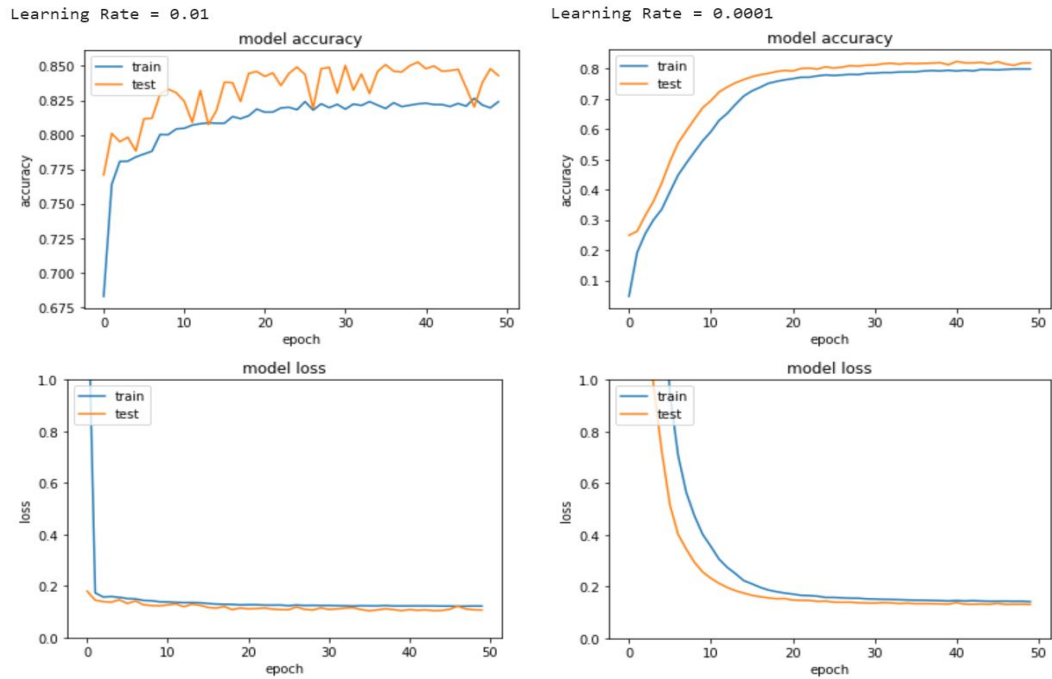 Learning Rate = 0.01
model accuracy
train
test
0.850
0.825
0.800
0.775
0.750
0.725
0.700
0.675
accuracy
0 10 20 30 40 50
epoch
model loss
train
test
1.0
0.8
0.6
0.4
0.2
0.0
loss
0 10 20 30 40 50
epoch
Learning Rate = 0.0001
model accuracy
train
test
0.8
0.7
0.6
0.5
0.4
0.3
0.2
0.1
accuracy
0 10 20 30 40 50
epoch
model loss
train
test
1.0
0.8
0.6
0.4
0.2
0.0
loss
0 10 20 30 40 50
epoch